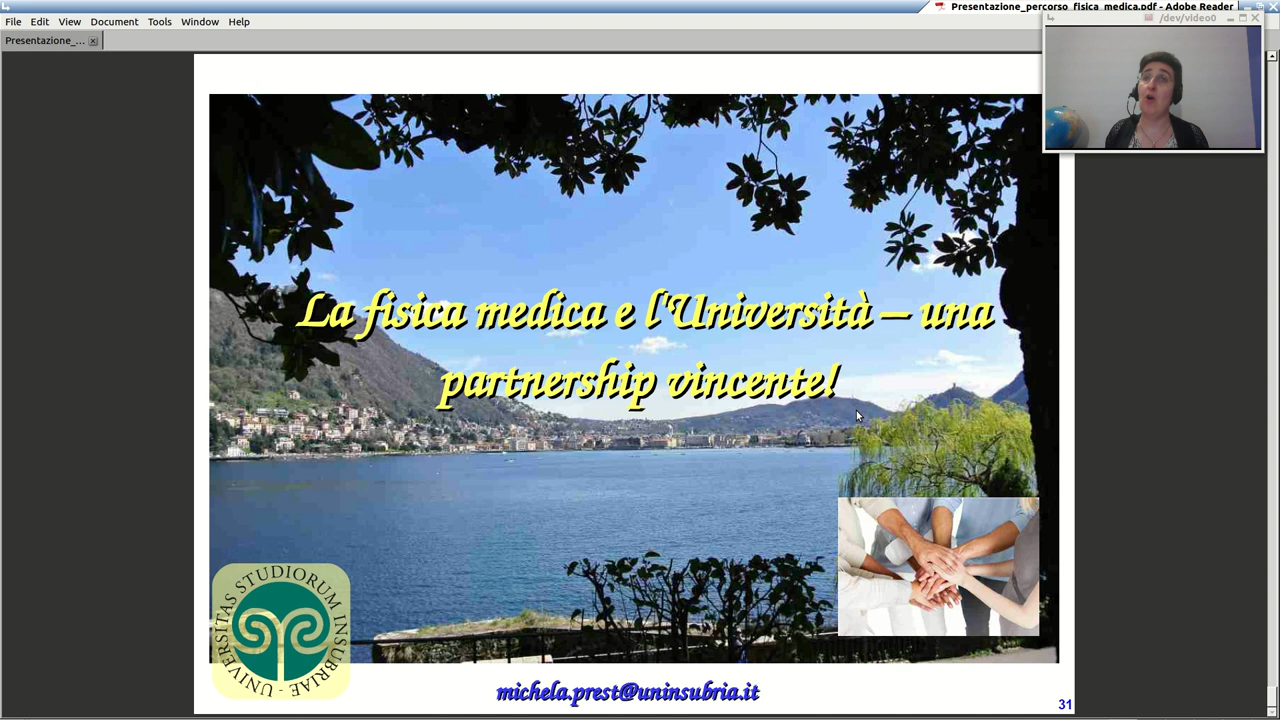 Presentazione_percorso_fisica_medica.pdf - Adobe Reader
File Edit View Document Tools Window Help
/dev/video0
Presentazione_...
La fisica medica e l'Università – una
partnership vincente!
UNIVERSITAS STUDIORUM INSUBRIAE
michela.prest@uninsubria.it
31